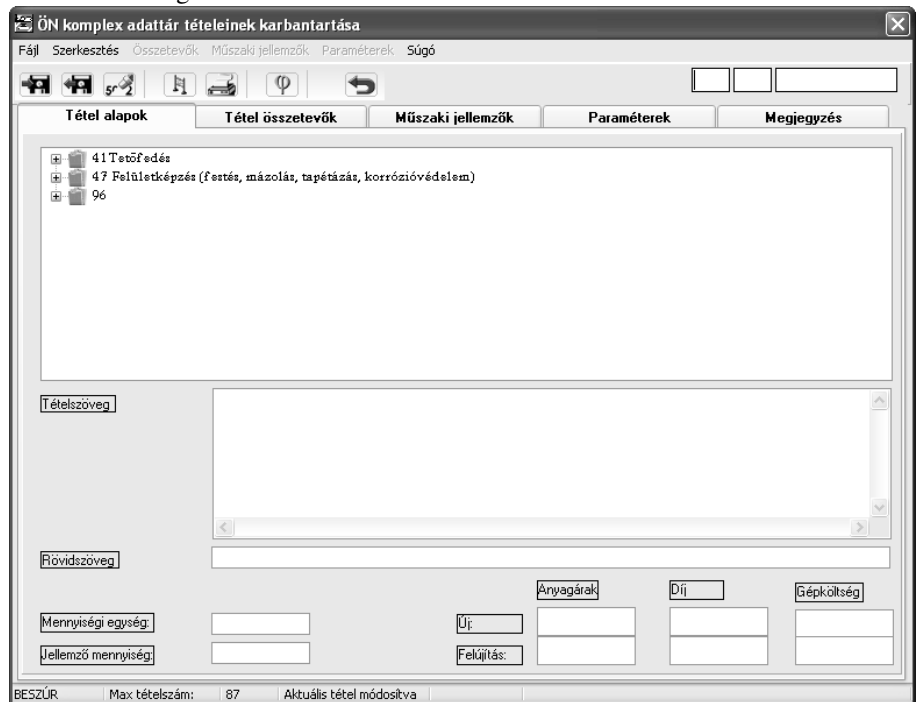 ÖN komplex adattár tételeinek karbantartása
Fájl Szerkesztés Összetevők Műszaki jellemzők Paraméterek Súgó
Tétel alapok Tétel összetevők Műszaki jellemzők Paraméterek Megjegyzés
41Tetőfedés
47 Felületképzés (festés, mázolás, tapétázás, korrózióvédelem)
96
Tételszöveg
Rövidszöveg
Anyagárak Díj Gépköltség
Mennyiségi egység: Új:
Jellemző mennyiség: Felújítás:
BESZÚR Max tételszám: 87 Aktuális tétel módosítva